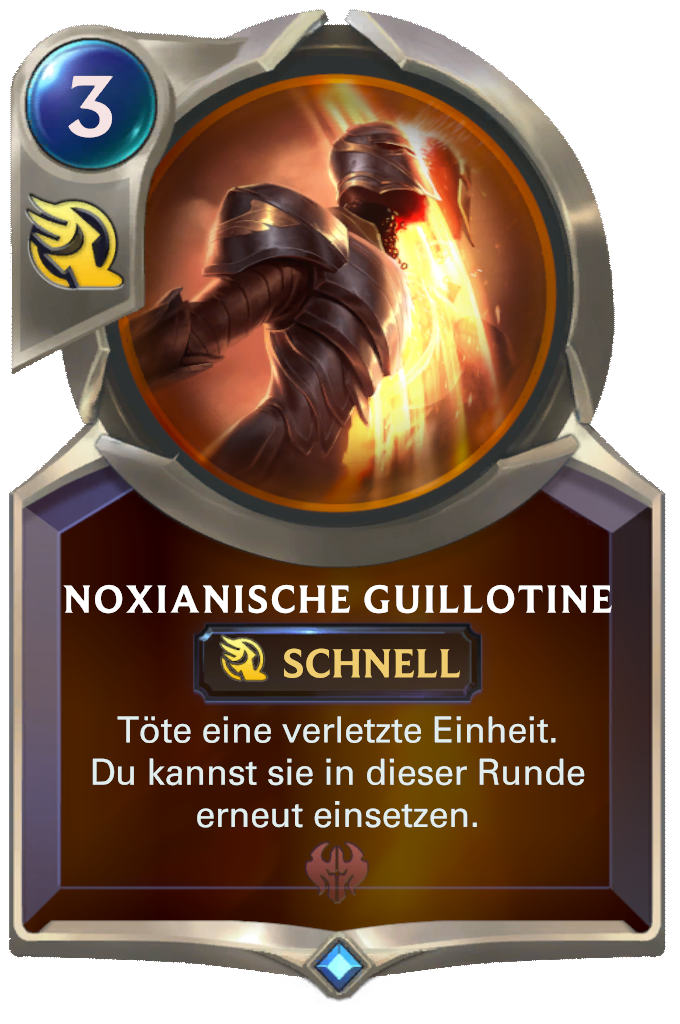 3
NOXIANISCHE GUILLOTINE
SCHNELL
Töte eine verletzte Einheit.
Du kannst sie in dieser Runde
erneut einsetzen.